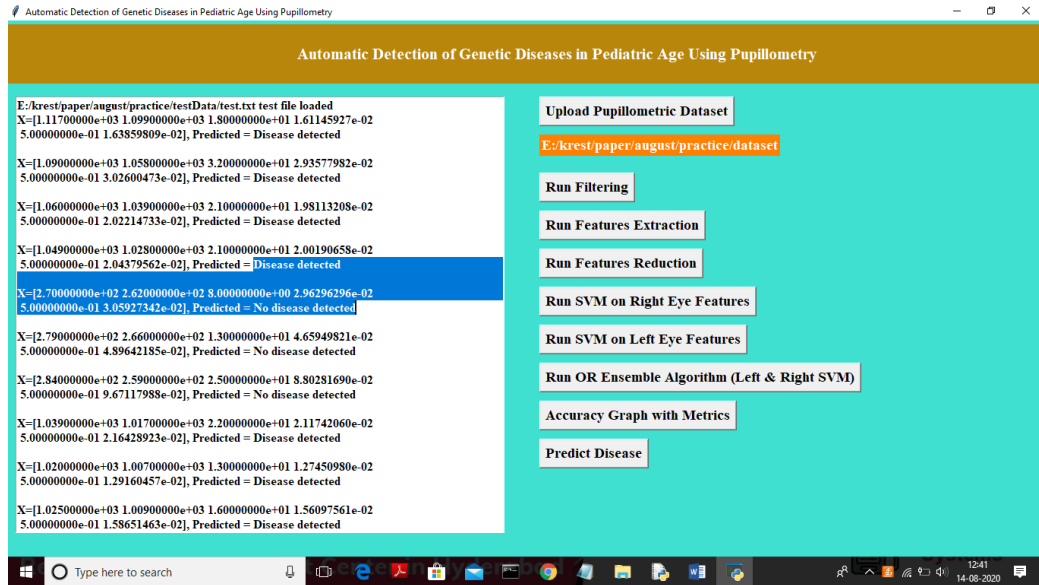 Automatic Detection of Genetic Diseases in Pediatric Age Using Pupillometry
Automatic Detection of Genetic Diseases in Pediatric Age Using Pupillometry
E:/krest/paper/august/practice/testData/test.txt test file loaded
X=[1.11700000e+03 1.09900000e+03 1.80000000e+01 1.61145927e-02
5.00000000e-01 1.63859809e-02], Predicted = Disease detected
X=[1.09000000e+03 1.05800000e+03 3.20000000e+01 2.93577982e-02
5.00000000e-01 3.02600473e-02], Predicted = Disease detected
X=[1.06000000e+03 1.03900000e+03 2.10000000e+01 1.98113208e-02
5.00000000e-01 2.02214733e-02], Predicted = Disease detected
X=[1.04900000e+03 1.02800000e+03 2.10000000e+01 2.00190658e-02
5.00000000e-01 2.04379562e-02], Predicted = Disease detected
X=[2.70000000e+02 2.62000000e+02 8.00000000e+00 2.96296296e-02
5.00000000e-01 3.05927342e-02], Predicted = No disease detected
X=[2.79000000e+02 2.66000000e+02 1.30000000e+01 4.65949821e-02
5.00000000e-01 4.89642185e-02], Predicted = No disease detected
X=[2.84000000e+02 2.59000000e+02 2.50000000e+01 8.80281690e-02
5.00000000e-01 9.67117988e-02], Predicted = No disease detected
X=[1.03900000e+03 1.01700000e+03 2.20000000e+01 2.11742060e-02
5.00000000e-01 2.16428923e-02], Predicted = Disease detected
X=[1.02000000e+03 1.00700000e+03 1.30000000e+01 1.27450980e-02
5.00000000e-01 1.29160457e-02], Predicted = Disease detected
X=[1.02500000e+03 1.00900000e+03 1.60000000e+01 1.56097561e-02
5.00000000e-01 1.58651463e-02], Predicted = Disease detected
Upload Pupillometric Dataset
E:/krest/paper/august/practice/dataset
Run Filtering
Run Features Extraction
Run Features Reduction
Run SVM on Right Eye Features
Run SVM on Left Eye Features
Run OR Ensemble Algorithm (Left & Right SVM)
Accuracy Graph with Metrics
Predict Disease
Type here to search
12:41
14-08-2020